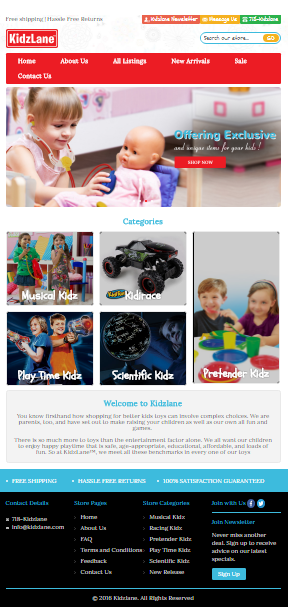 Free shipping | Hassle Free Returns
Kidzlane Newsletter
Message Us
718-Kidzlane
KidzLane
Search our store...
GO
Home
About Us
All Listings
New Arrivals
Sale
Contact Us
Offering Exclusive
and unique items for your kids !
SHOP NOW
Categories
Musical Kidz
Kidirace
Pretender Kidz
Play Time Kidz
Scientific Kidz
Welcome to Kidzlane
You know firsthand how shopping for better kids toys can involve complex choices. We are
parents, too, and have set out to make raising your children as well as our own all fun and
games.
There is so much more to toys than the entertainment factor alone. We all want our children
to enjoy happy playtime that is safe, age-appropriate, educational, affordable, and loads of
fun. So at KidzLane™, we meet all these benchmarks in every one of our toys
FREE SHIPPING
HASSLE FREE RETURNS
100% SATISFACTION GUARANTEED
Contact Details
718-Kidzlane
info@kidzlane.com
Store Pages
Home
About Us
FAQ
Terms and Conditions
Feedback
Contact Us
Store Categories
Musical Kidz
Racing Kidz
Pretender Kidz
Play Time Kidz
Scientific Kidz
New Release
Join with Us
Join Newsletter
Never miss another
deal. Sign up to receive
advice on our latest
specials.
Sign Up
© 2016 Kidzlane. All Rights Reserved